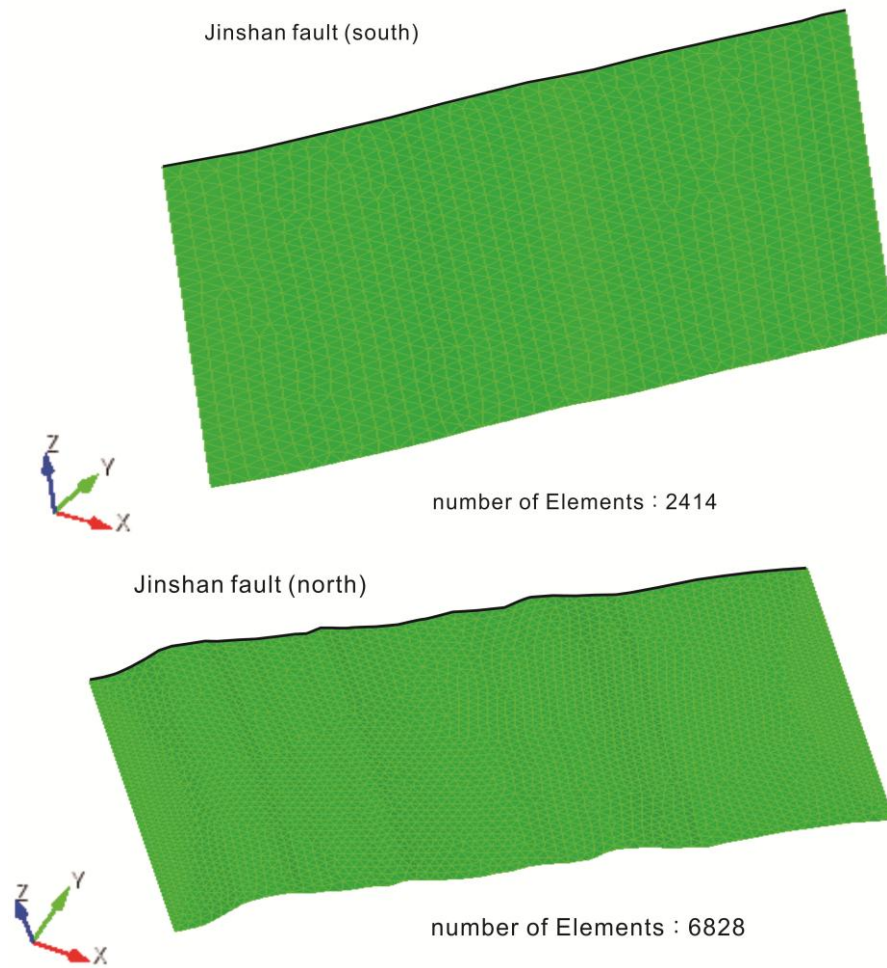 Jinshan fault (south)
Z
Y
X
number of Elements：2414
Jinshan fault (north)
Z
Y
X
number of Elements：6828